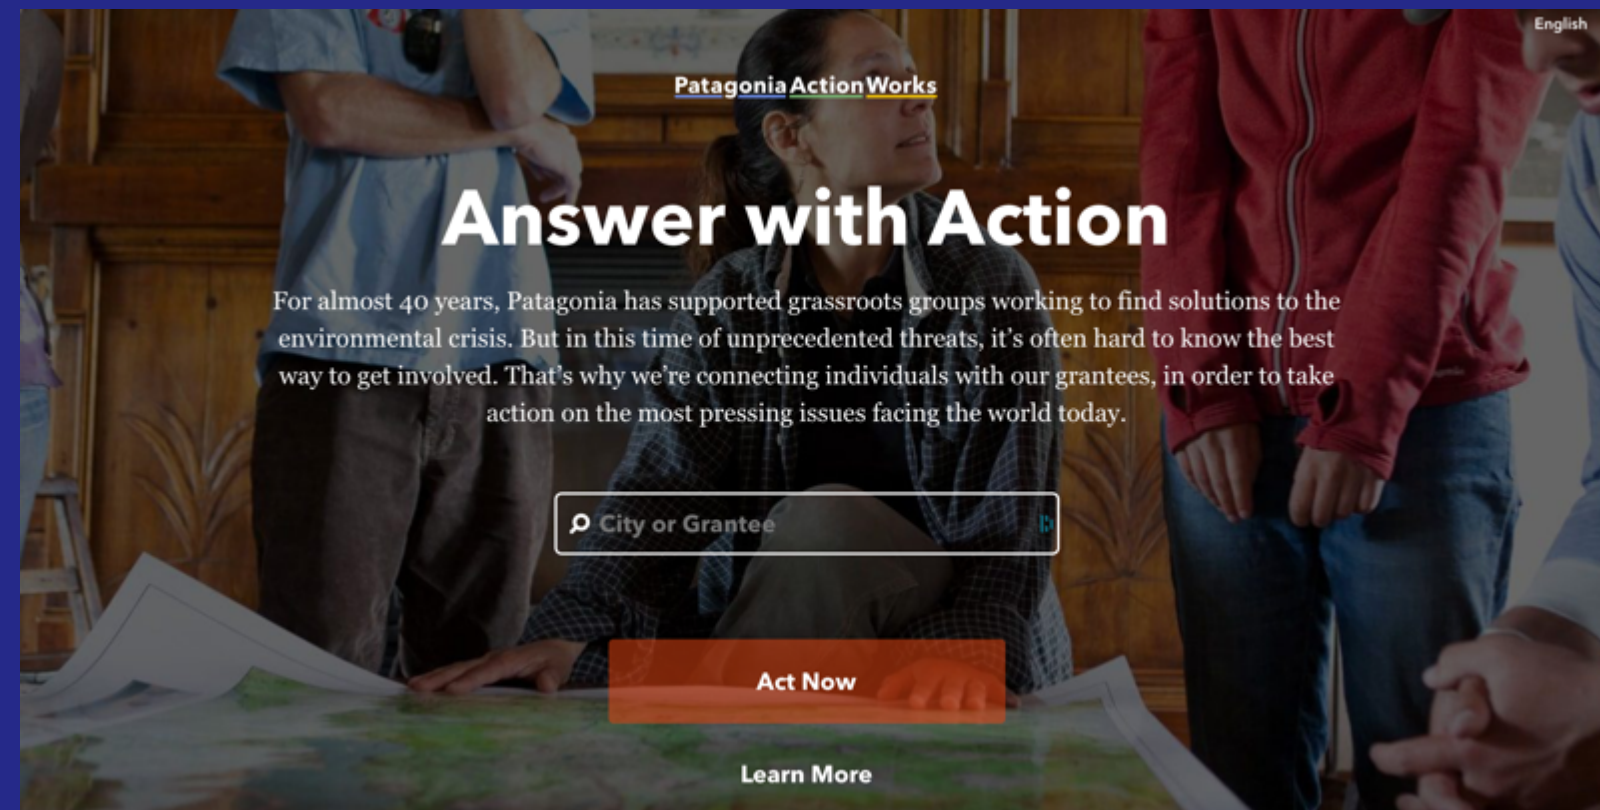 English
Patagonia Action Works
Answer with Action
For almost 40 years, Patagonia has supported grassroots groups working to find solutions to the
environmental crisis. But in this time of unprecedented threats, it’s often hard to know the best
way to get involved. That’s why we’re connecting individuals with our grantees, in order to take
action on the most pressing issues facing the world today.
City or Grantee
Act Now
Learn More